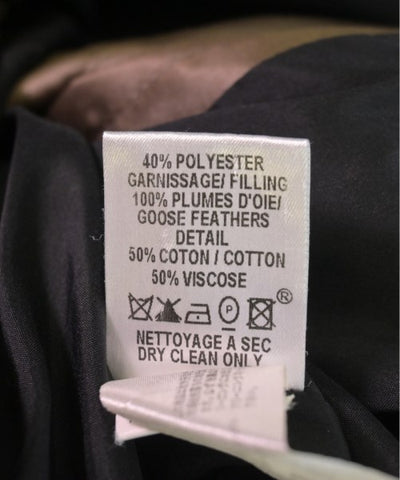 40% POLYESTER
GARNISSAGE/ FILLING
100% PLUMES D'OIE/
GOOSE FEATHERS
DETAIL
50% COTON / COTTON
50% VISCOSE
P ®
NETTOYAGE A SEC
DRY CLEAN ONLY